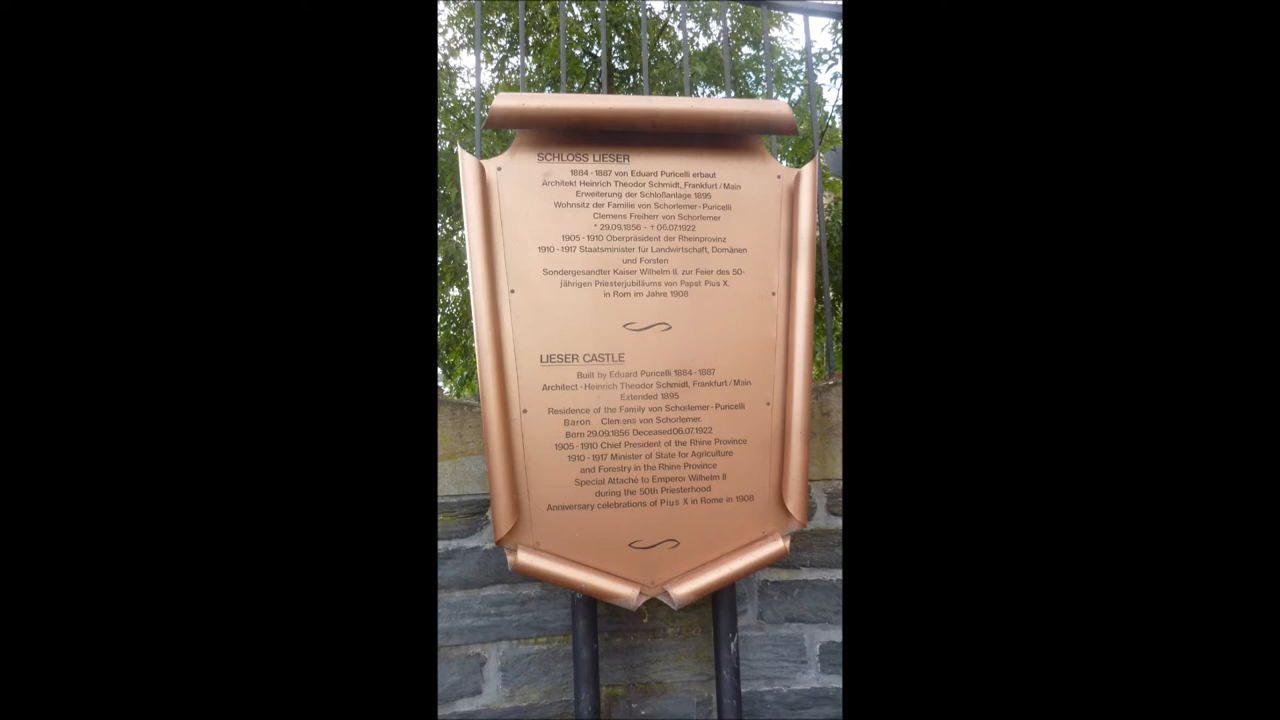 SCHLOSS LIESER
1884 - 1887 von Eduard Puricelli erbaut
Architekt Heinrich Theodor Schmidt, Frankfurt / Main
Erweiterung der Schloßanlage 1895
Wohnsitz der Familie von Schorlemer - Puricelli
Clemens Freiherr von Schorlemer
* 29.09.1856 - † 06.07.1922
1905 - 1910 Oberpräsident der Rheinprovinz
1910 - 1917 Staatsminister für Landwirtschaft, Domänen
und Forsten
Sondergesandter Kaiser Wilhelm II. zur Feier des 50-
jährigen Priesterjubiläums von Papst Pius X.
in Rom im Jahre 1908
LIESER CASTLE
Built by Eduard Puricelli 1884 - 1887
Architect - Heinrich Theodor Schmidt, Frankfurt / Main
Extended 1895
Residence of the Family von Schorlemer - Puricelli
Baron Clemens von Schorlemer.
Born 29.09.1856 Deceased 06.07.1922
1905 - 1910 Chief President of the Rhine Province
1910 - 1917 Minister of State for Agriculture
and Forestry in the Rhine Province
Special Attaché to Emperor Wilhelm II
during the 50th Priesterhood
Anniversary celebrations of Pius X in Rome in 1908